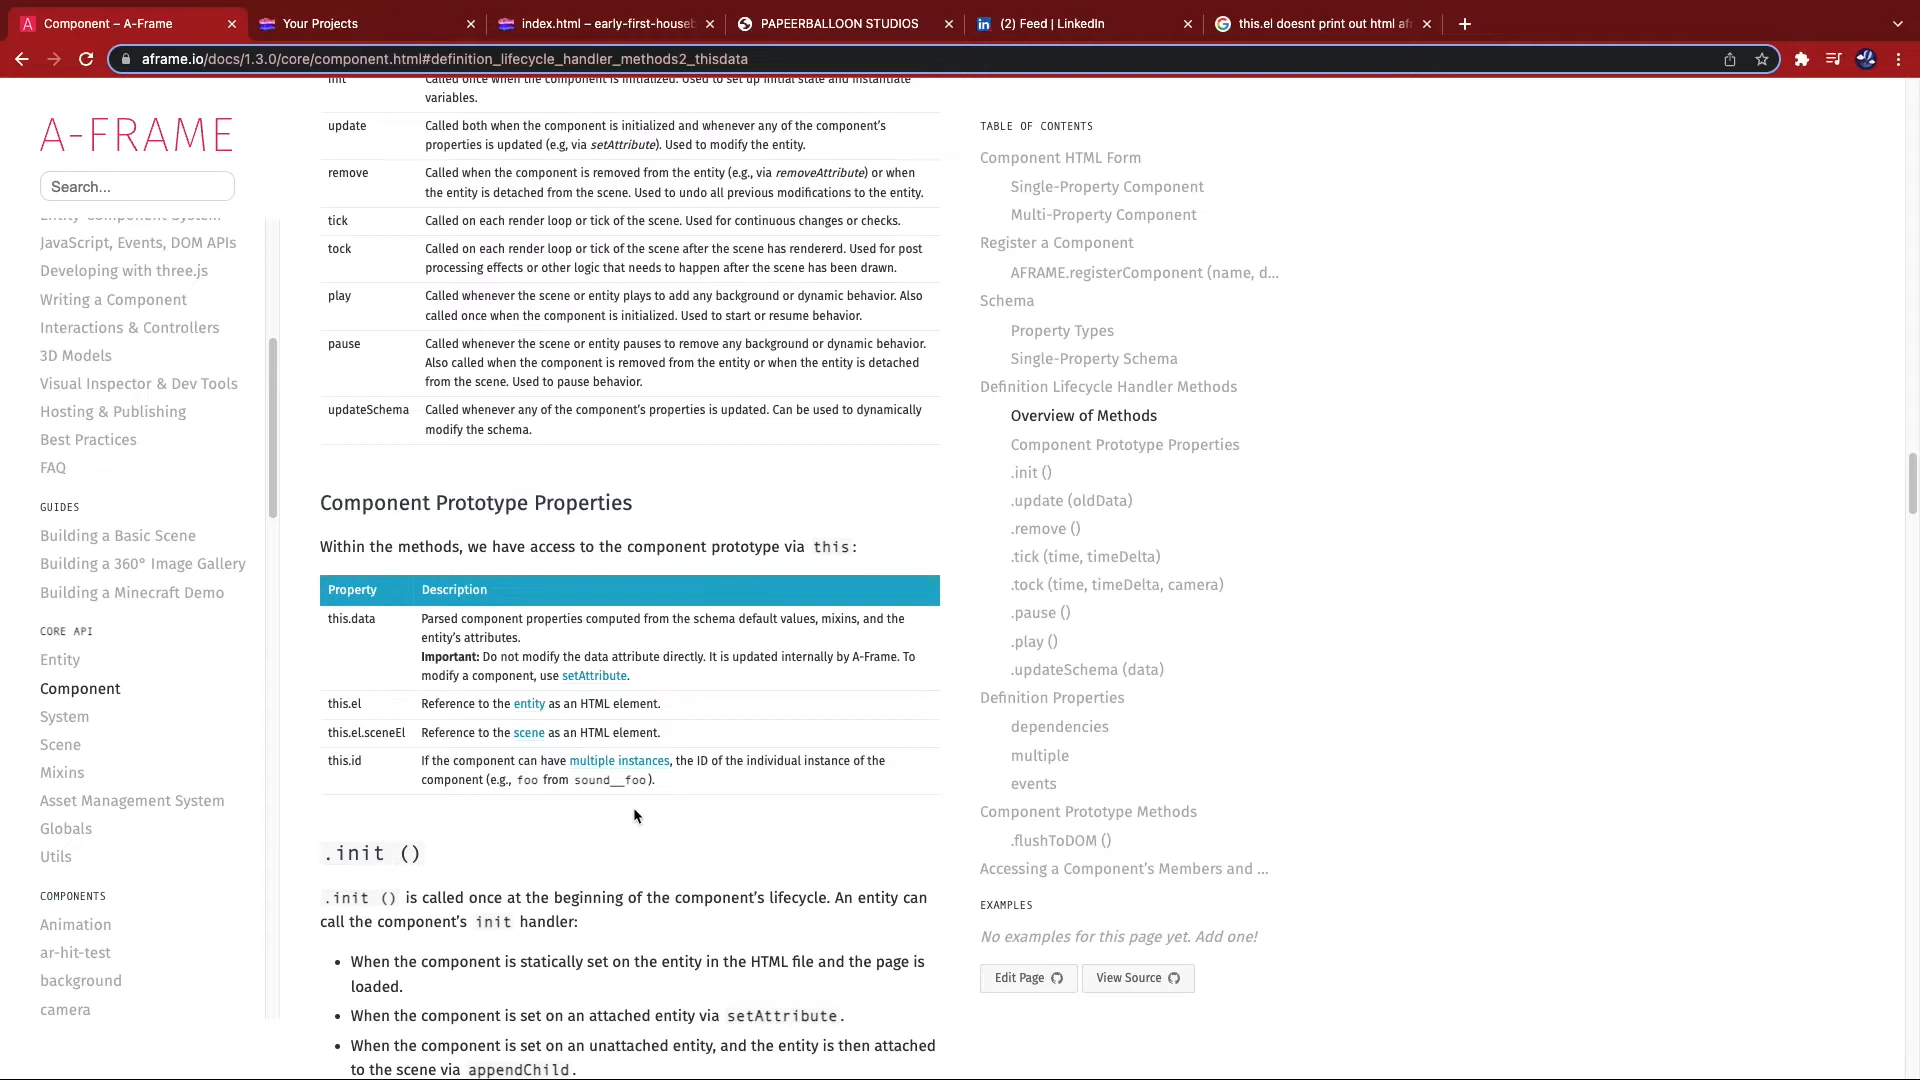 Component – A-Frame
Your Projects
index.html – early-first-houseb
PAPEERBALLOON STUDIOS
(2) Feed | LinkedIn
this.el doesnt print out html afr
aframe.io/docs/1.3.0/core/component.html#definition_lifecycle_handler_methods2_thisdata
A-FRAME
Search...
Entity-Component System
JavaScript, Events, DOM APIs
Developing with three.js
Writing a Component
Interactions & Controllers
3D Models
Visual Inspector & Dev Tools
Hosting & Publishing
Best Practices
FAQ
GUIDES
Building a Basic Scene
Building a 360° Image Gallery
Building a Minecraft Demo
CORE API
Entity
Component
System
Scene
Mixins
Asset Management System
Globals
Utils
COMPONENTS
Animation
ar-hit-test
background
camera
init Called once when the component is initialized. Used to set up initial state and instantiate
variables.
update Called both when the component is initialized and whenever any of the component’s
properties is updated (e.g, via setAttribute). Used to modify the entity.
remove Called when the component is removed from the entity (e.g., via removeAttribute) or when
the entity is detached from the scene. Used to undo all previous modifications to the entity.
tick Called on each render loop or tick of the scene. Used for continuous changes or checks.
tock Called on each render loop or tick of the scene after the scene has rendererd. Used for post
processing effects or other logic that needs to happen after the scene has been drawn.
play Called whenever the scene or entity plays to add any background or dynamic behavior. Also
called once when the component is initialized. Used to start or resume behavior.
pause Called whenever the scene or entity pauses to remove any background or dynamic behavior.
Also called when the component is removed from the entity or when the entity is detached
from the scene. Used to pause behavior.
updateSchema Called whenever any of the component’s properties is updated. Can be used to dynamically
modify the schema.
Component Prototype Properties
Within the methods, we have access to the component prototype via this:
Property Description
this.data Parsed component properties computed from the schema default values, mixins, and the
entity’s attributes.
Important: Do not modify the data attribute directly. It is updated internally by A-Frame. To
modify a component, use setAttribute.
this.el Reference to the entity as an HTML element.
this.el.sceneEl Reference to the scene as an HTML element.
this.id If the component can have multiple instances, the ID of the individual instance of the
component (e.g., foo from sound__foo).
.init ()
.init () is called once at the beginning of the component’s lifecycle. An entity can
call the component’s init handler:
• When the component is statically set on the entity in the HTML file and the page is
loaded.
• When the component is set on an attached entity via setAttribute.
• When the component is set on an unattached entity, and the entity is then attached
to the scene via appendChild.
TABLE OF CONTENTS
Component HTML Form
Single-Property Component
Multi-Property Component
Register a Component
AFRAME.registerComponent (name, d...
Schema
Property Types
Single-Property Schema
Definition Lifecycle Handler Methods
Overview of Methods
Component Prototype Properties
.init ()
.update (oldData)
.remove ()
.tick (time, timeDelta)
.tock (time, timeDelta, camera)
.pause ()
.play ()
.updateSchema (data)
Definition Properties
dependencies
multiple
events
Component Prototype Methods
.flushToDOM ()
Accessing a Component’s Members and ...
EXAMPLES
No examples for this page yet. Add one!
Edit Page
View Source